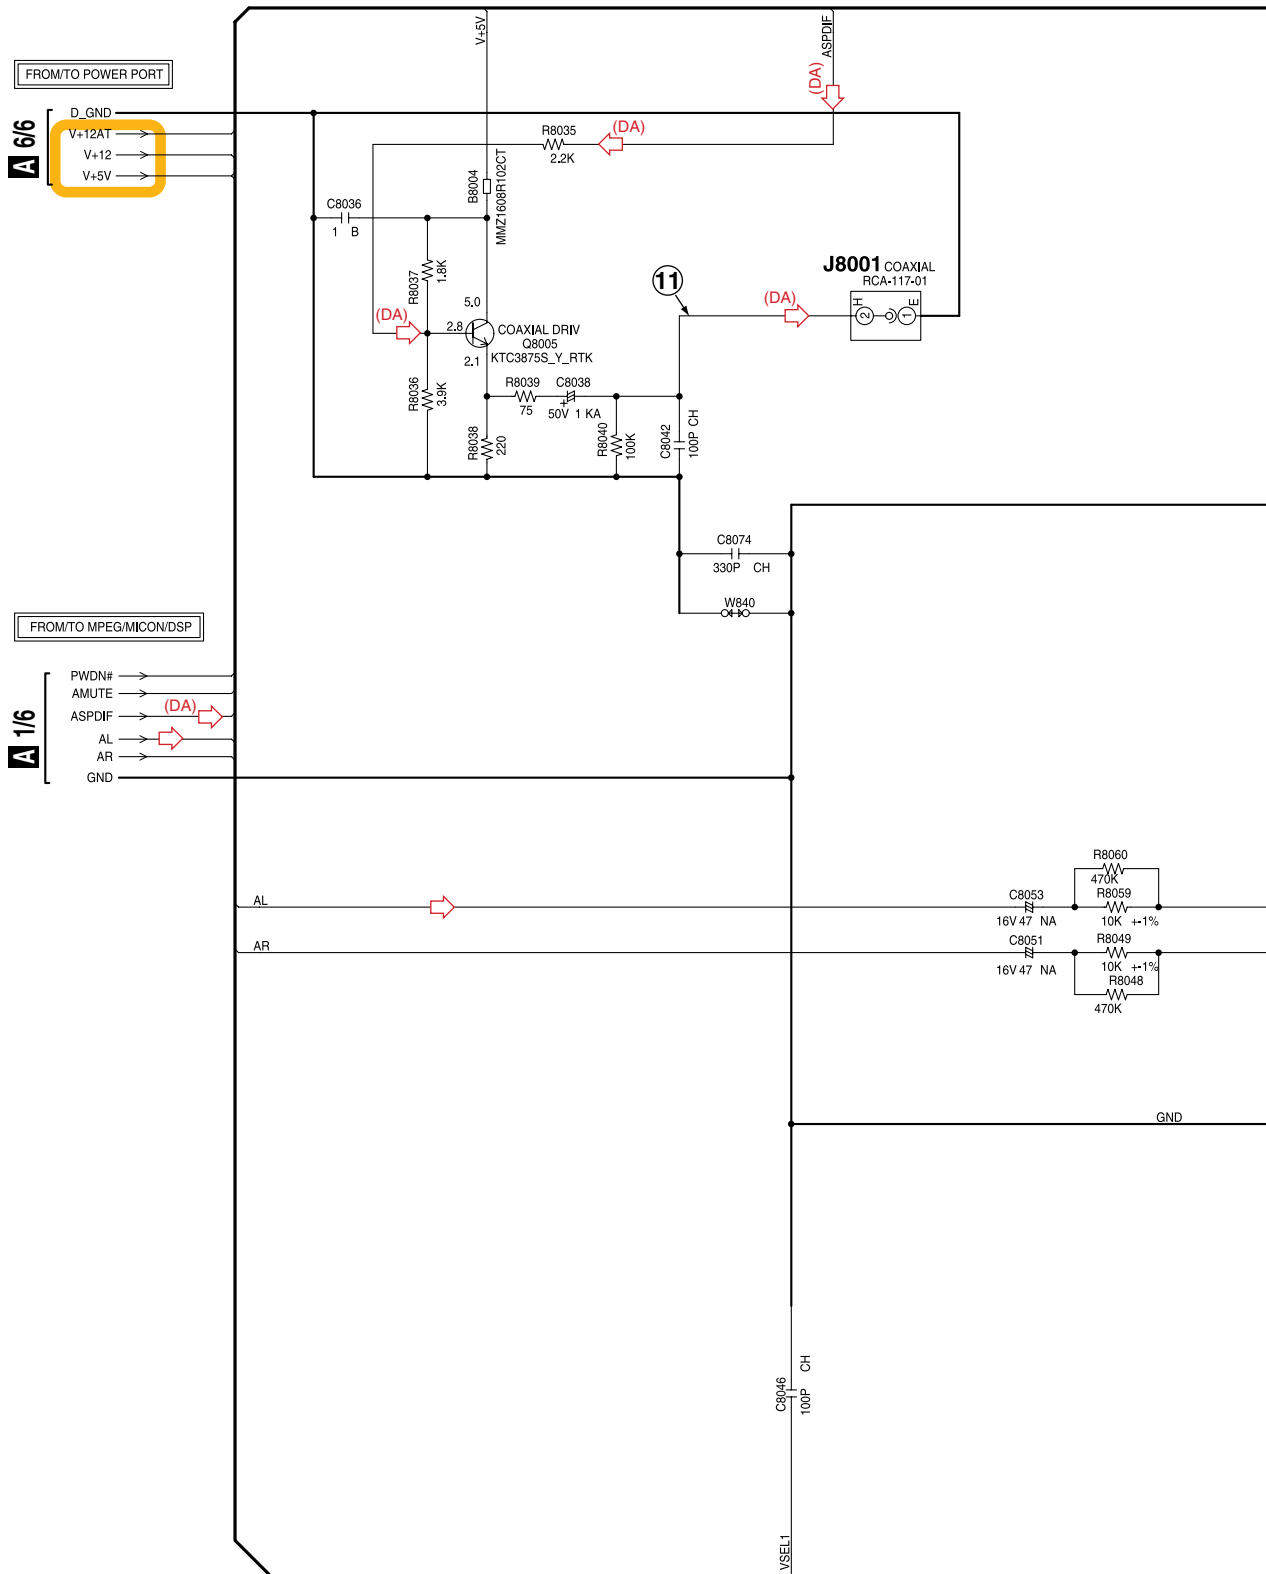 V+5V
ASPDIF
FROM/TO POWER PORT
(DA)
A 6/6
D_GND
V+12AT
V+12
V+5V
R8035
2.2K
(DA)
B8004
MMZ1608R102CT
C8036
1 B
R8037
1.8K
5.0
(DA)
2.8
COAXIAL DRIV
Q8005
KTC3875S_Y_RTK
2.1
11
(DA)
J8001 COAXIAL
RCA-117-01
H
2
1
E
R8036
3.9K
R8039
75
C8038
+
50V 1 KA
R8038
220
R8040
100K
C8042
100P CH
C8074
330P CH
W840
FROM/TO MPEG/MICON/DSP
A 1/6
PWDN#
AMUTE
ASPDIF
(DA)
AL
AR
GND
AL
AR
R8060
470K
C8053
16V 47 NA
R8059
10K +-1%
C8051
16V 47 NA
R8049
10K +-1%
R8048
470K
GND
C8046
100P CH
VSEL1